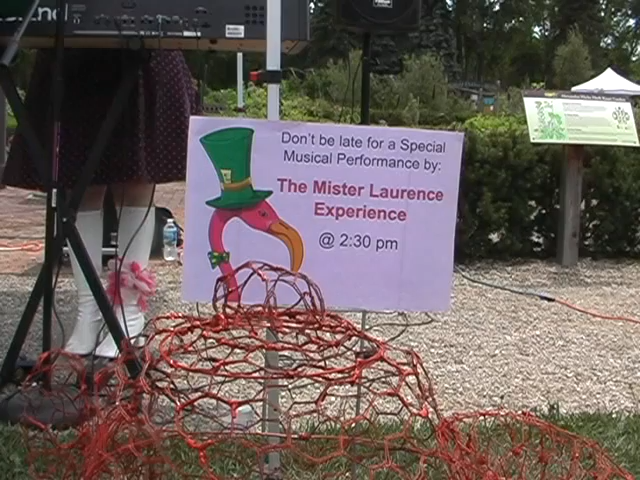 Don't be late for a Special
Musical Performance by:
The Mister Laurence
Experience
@ 2:30 pm